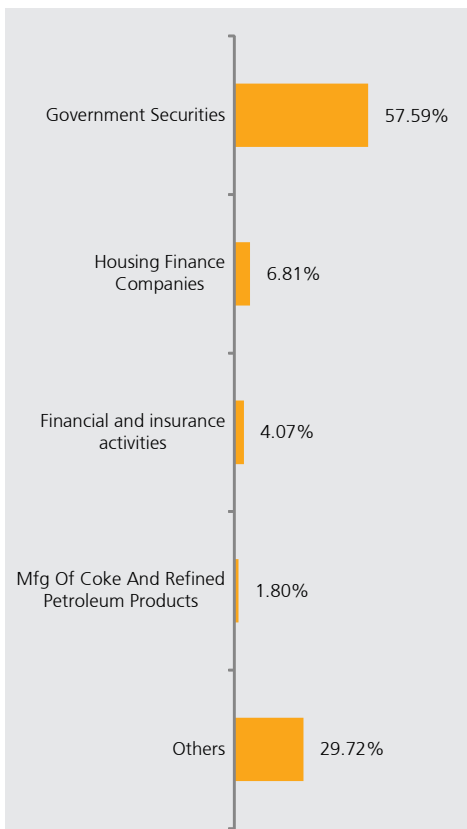 Government Securities
57.59%
Housing Finance
Companies
6.81%
Financial and insurance
activities
4.07%
Mfg Of Coke And Refined
Petroleum Products
1.80%
Others
29.72%